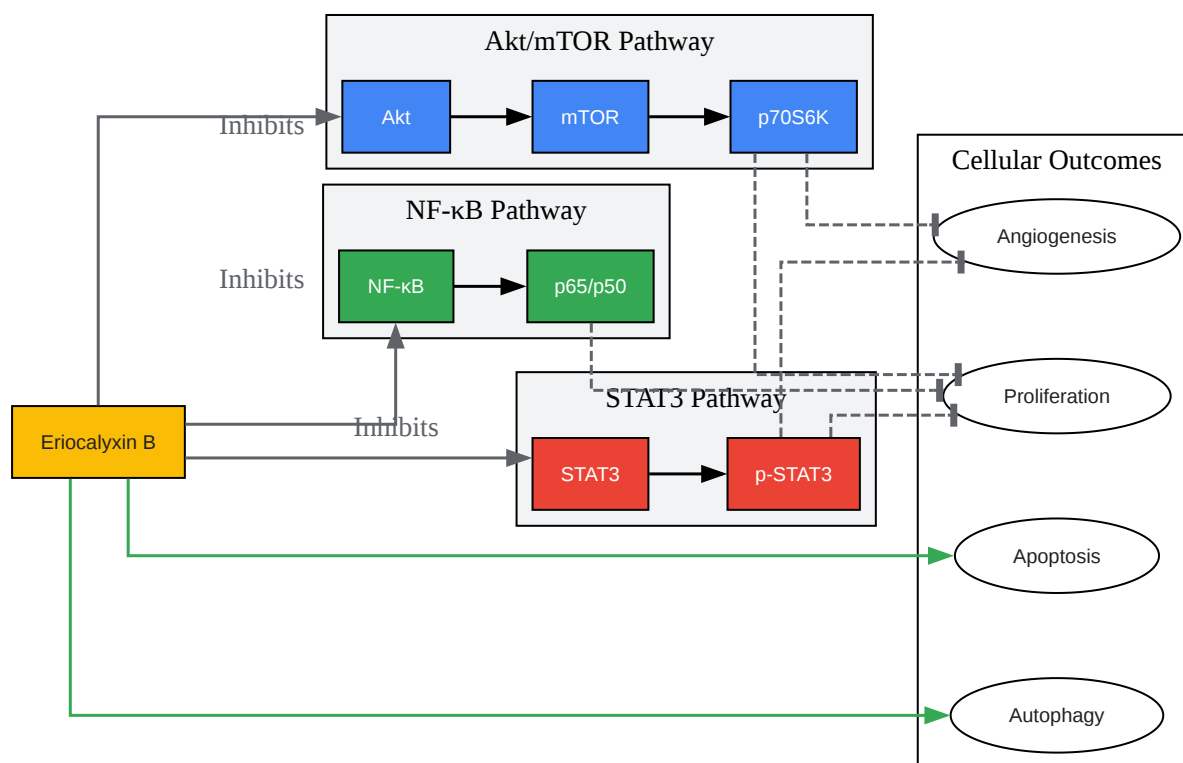 Akt/mTOR Pathway
Akt
mTOR
p70S6K
Inhibits
Cellular Outcomes
NF-κB Pathway
Angiogenesis
Inhibits
NF-κB
p65/p50
STAT3 Pathway
Proliferation
Inhibits
Eriocalyxin B
STAT3
p-STAT3
Apoptosis
Autophagy